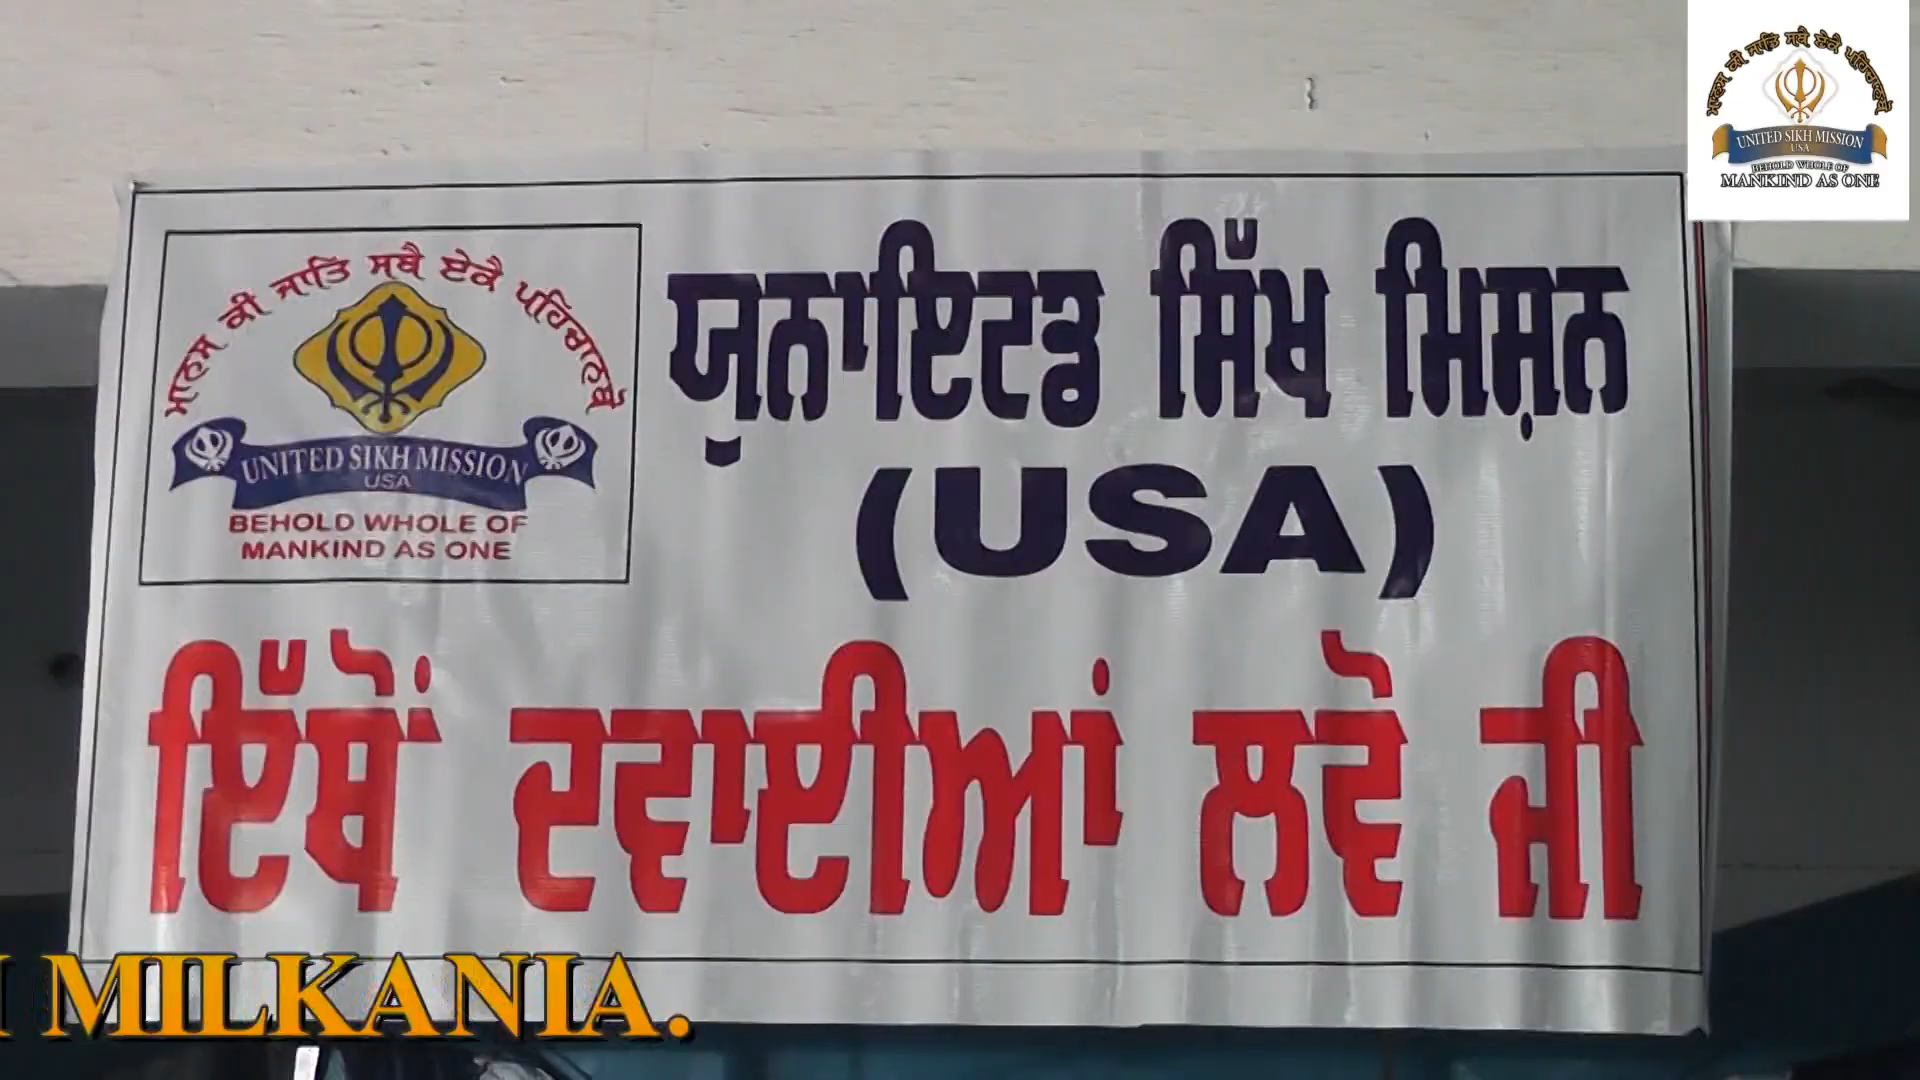 ਮਾਨਸ ਕੀ ਜਾਤਿ ਸਬੈ ਏਕੈ ਪਹਿਚਾਨਬੋ
UNITED SIKH MISSION
USA
BEHOLD WHOLE OF
MANKIND AS ONE
ਮਾਨਸ ਕੀ ਜਾਤਿ ਸਬੈ ਏਕੈ ਪਹਿਚਾਨਬੋ
UNITED SIKH MISSION
USA
BEHOLD WHOLE OF
MANKIND AS ONE
ਯੂਨਾਇਟਡ ਸਿੱਖ ਮਿਸ਼ਨ
(USA)
ਇੱਥੋਂ ਦਵਾਈਆਂ ਲਵੋ ਜੀ
MILKANIA.